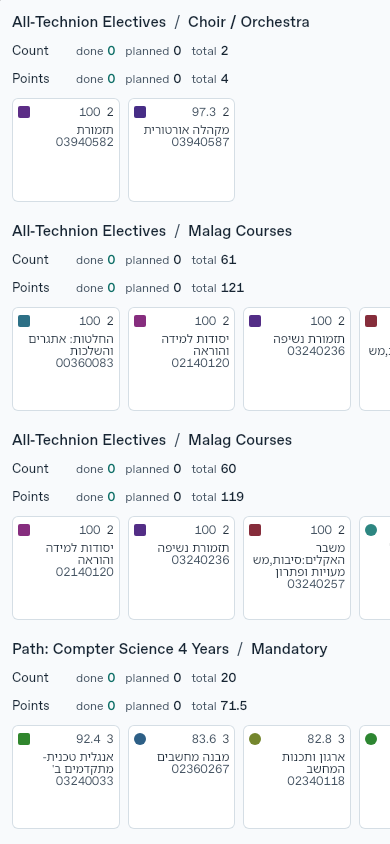 All-Technion Electives / Choir / Orchestra
Count done 0 planned 0 total 2
Points done 0 planned 0 total 4
100 2
תזמורת
03940582
97.3 2
מקהלה אורטורית
03940587
All-Technion Electives / Malag Courses
Count done 0 planned 0 total 61
Points done 0 planned 0 total 121
100 2
החלטות: אתגרים
והשלכות
00360083
100 2
יסודות למידה
והוראה
02140120
100 2
תזמורת נשיפה
03240236
All-Technion Electives / Malag Courses
Count done 0 planned 0 total 60
Points done 0 planned 0 total 119
100 2
יסודות למידה
והוראה
02140120
100 2
תזמורת נשיפה
03240236
100 2
משבר
האקלים:סיבות,מש
מעויות ופתרון
03240257
Path: Compter Science 4 Years / Mandatory
Count done 0 planned 0 total 20
Points done 0 planned 0 total 71.5
92.4 3
אנגלית טכנית-
מתקדמים ב'
03240033
83.6 3
מבנה מחשבים
02360267
82.8 3
ארגון ותכנות
המחשב
02340118